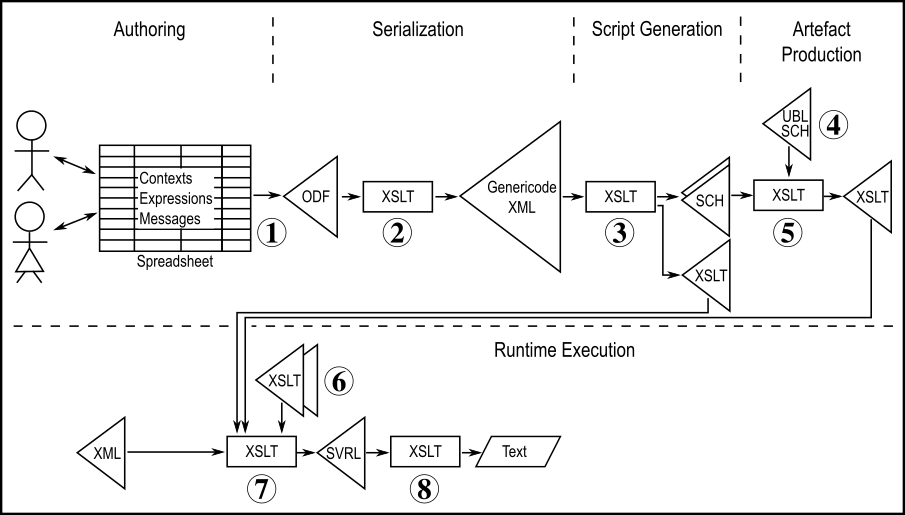 Authoring
Serialization
Script Generation
Artefact
Production
UBL
SCH
④
Contexts
Expressions
Messages
Spreadsheet
①
ODF
XSLT
②
Genericode
XML
XSLT
③
SCH
XSLT
XSLT
⑤
XSLT
Runtime Execution
XSLT
⑥
XML
XSLT
⑦
SVRL
XSLT
⑧
Text